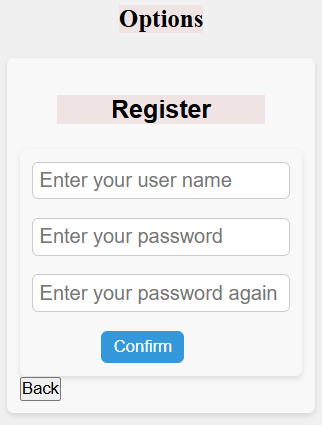 Options
Register
Enter your user name
Enter your password
Enter your password again
Confirm
Back